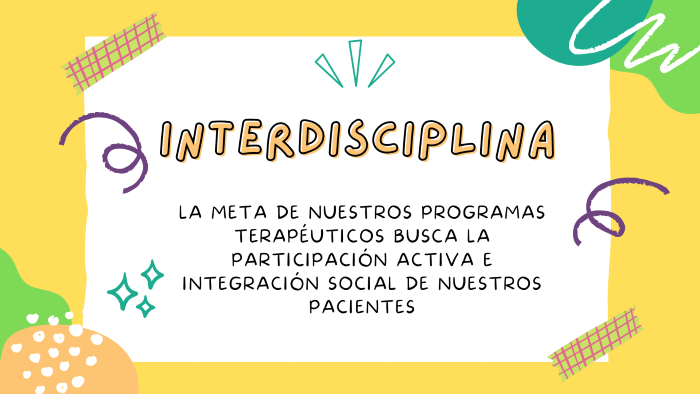 INTERDISCIPLINA
LA META DE NUESTROS PROGRAMAS
TERAPÉUTICOS BUSCA LA
PARTICIPACIÓN ACTIVA E
INTEGRACIÓN SOCIAL DE NUESTROS
PACIENTES